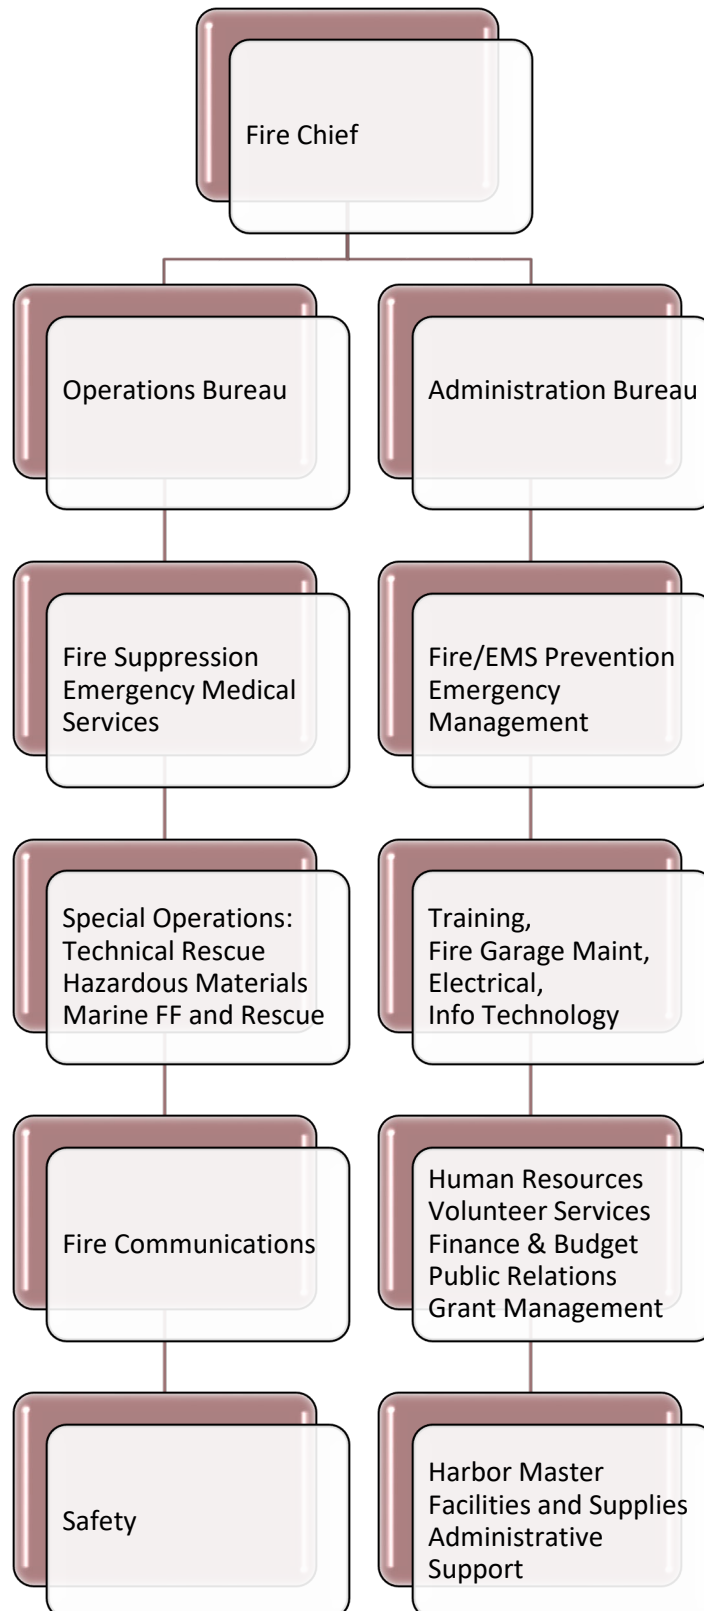 Fire Chief
Operations Bureau
Administration Bureau
Fire Suppression
Emergency Medical
Services
Fire/EMS Prevention
Emergency
Management
Special Operations:
Technical Rescue
Hazardous Materials
Marine FF and Rescue
Training,
Fire Garage Maint,
Electrical,
Info Technology
Fire Communications
Human Resources
Volunteer Services
Finance & Budget
Public Relations
Grant Management
Safety
Harbor Master
Facilities and Supplies
Administrative
Support